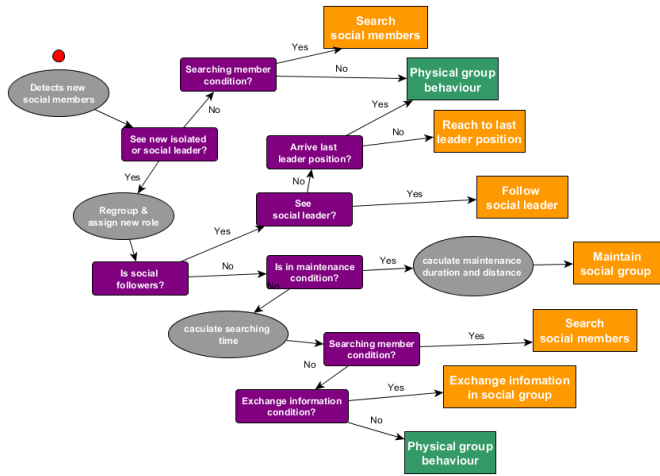 Search
social members
Yes
Searching member
condition?
No
Physical group
behaviour
Detects new
social members
No
Yes
See new isolated
or social leader?
Arrive last
leader position?
No
Reach to last
leader position
Yes
No
Regroup &
assign new role
See
social leader?
Yes
Follow
social leader
Yes
Is social
followers?
No
Is in maintenance
condition?
Yes
caculate maintenance
duration and distance
Maintain
social group
No
caculate searching
time
Searching member
condition?
Yes
Search
social members
No
Exchange information
condition?
Yes
Exchange infomation
in social group
No
Physical group
behaviour